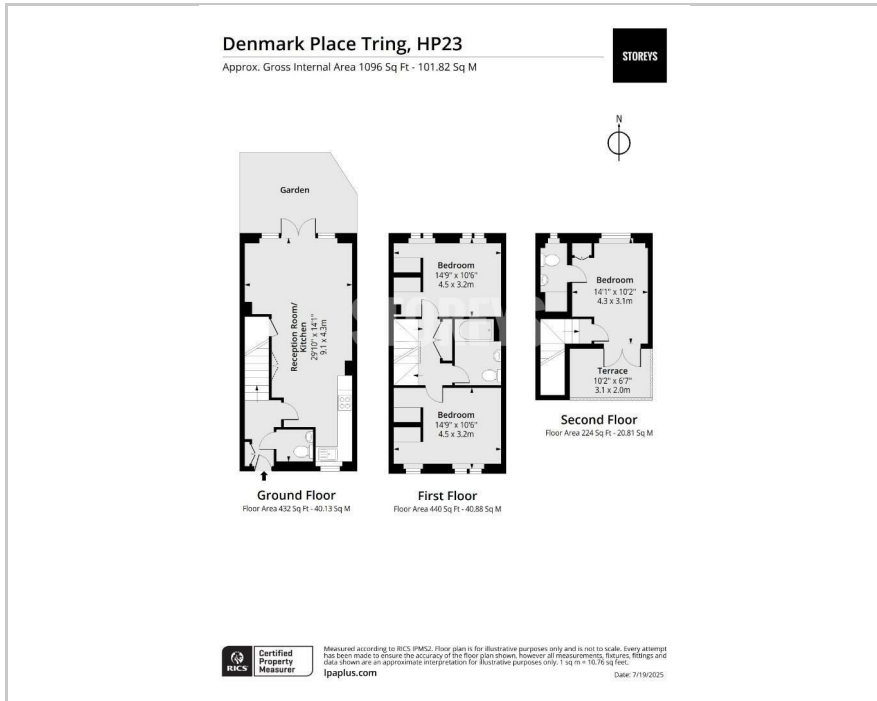 Denmark Place Tring, HP23
Approx. Gross Internal Area 1096 Sq Ft - 101.82 Sq M
STOREYS
N
Garden
Reception Room/
Kitchen
29'10" x 14'1"
9.1 x 4.3m
Bedroom
14'9" x 10'6"
4.5 x 3.2m
Bedroom
14'1" x 10'2"
4.3 x 3.1m
STOREYS
Terrace
10'2" x 6'7"
3.1 x 2.0m
Bedroom
14'9" x 10'6"
4.5 x 3.2m
Second Floor
Floor Area 224 Sq Ft - 20.81 Sq M
Ground Floor
Floor Area 432 Sq Ft - 40.13 Sq M
First Floor
Floor Area 440 Sq Ft - 40.88 Sq M
RICS
Certified
Property
Measurer
Measured according to RICS IPMS2. Floor plan is for illustrative purposes only and is not to scale. Every attempt
has been made to ensure the accuracy of the floor plan shown, however all measurements, fixtures, fittings and
data shown are an approximate interpretation for illustrative purposes only. 1 sq m = 10.76 sq feet.
lpaplus.com
Date: 7/19/2025